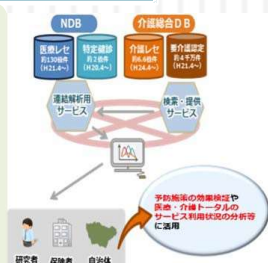 NDB
介護総合DB
医療レセ
約130億件
(H21.4~)
特定健診
約2億件
(H20.4~)
介護レセ
約6.6億件
(H24.4~)
要介護認定
約4千万件
(H21.4~)
連結解析用
サービス
検索・提供
サービス
予防施策の効果検証や
医療・介護トータルの
サービス利用状況の分析等
に活用
研究者
保険者
自治体